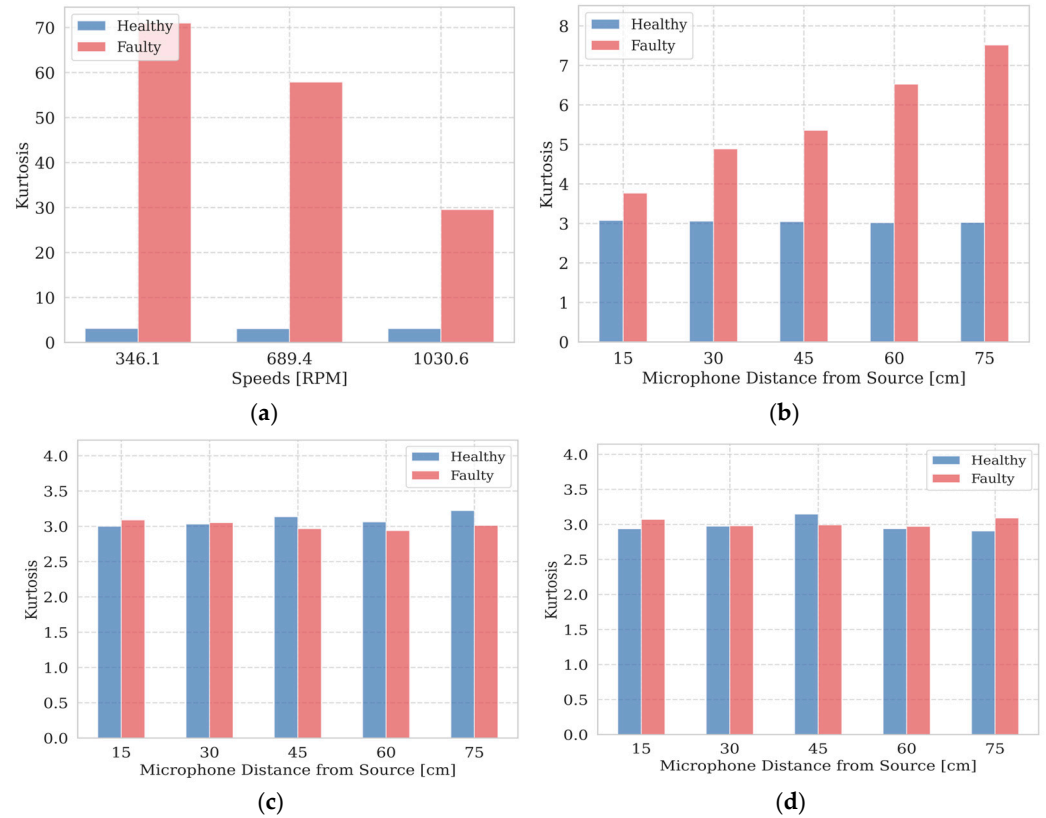 Healthy
Faulty
70
60
50
40
30
20
10
0
Kurtosis
346.1 689.4 1030.6
Speeds [RPM]
(a)
Healthy
Faulty
8
7
6
5
4
3
2
1
0
Kurtosis
15 30 45 60 75
Microphone Distance from Source [cm]
(b)
Healthy
Faulty
4.0
3.5
3.0
2.5
2.0
1.5
1.0
0.5
0.0
Kurtosis
15 30 45 60 75
Microphone Distance from Source [cm]
(c)
Healthy
Faulty
4.0
3.5
3.0
2.5
2.0
1.5
1.0
0.5
0.0
Kurtosis
15 30 45 60 75
Microphone Distance from Source [cm]
(d)